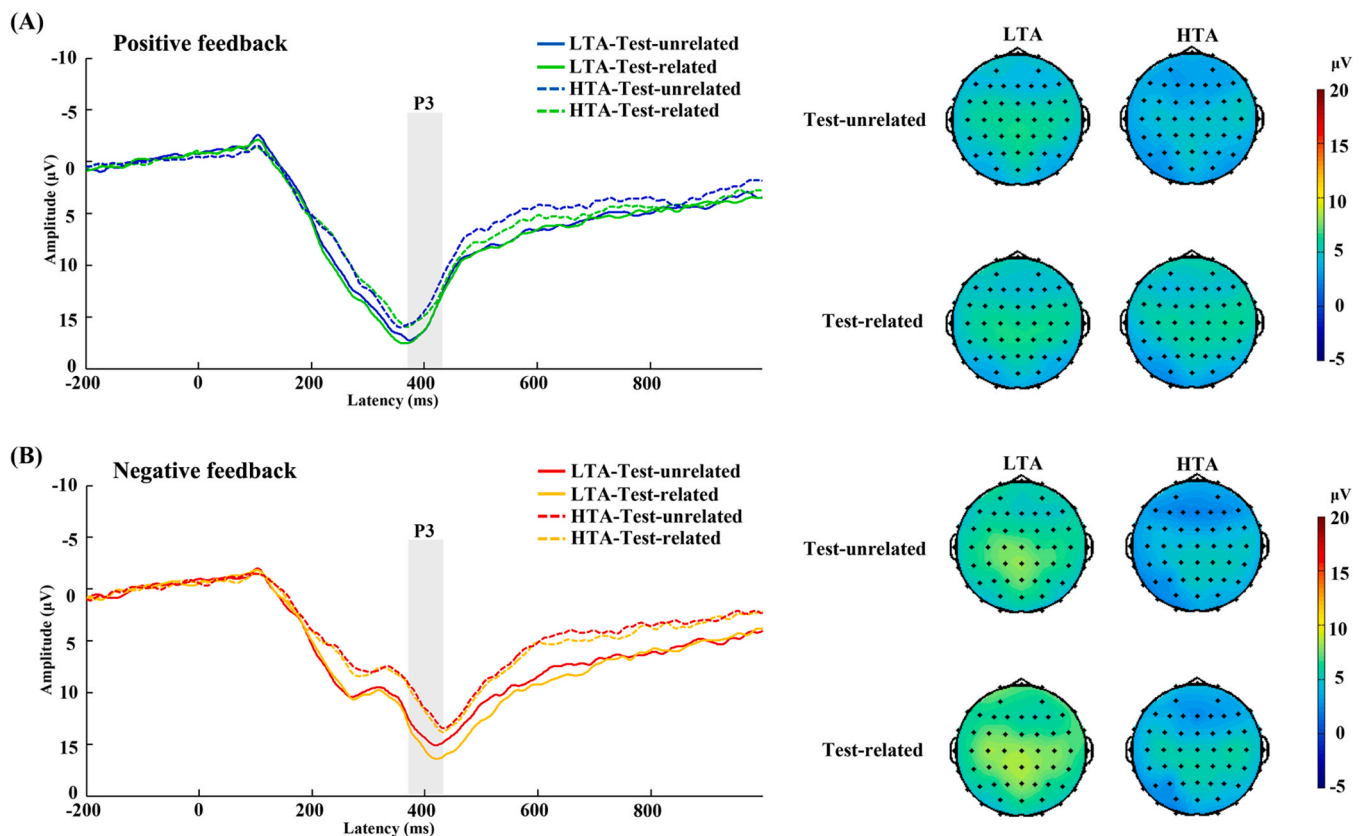 (A)
Positive feedback
LTA-Test-unrelated
LTA-Test-related
HTA-Test-unrelated
HTA-Test-related
P3
-10
-5
0
5
10
15
0
Amplitude (µV)
-200
0
200
400
600
800
Latency (ms)
LTA
HTA
Test-unrelated
Test-related
µV
20
15
10
5
0
-5
(B)
Negative feedback
LTA-Test-unrelated
LTA-Test-related
HTA-Test-unrelated
HTA-Test-related
P3
-10
-5
0
5
10
15
0
Amplitude (µV)
-200
0
200
400
600
800
Latency (ms)
LTA
HTA
Test-unrelated
Test-related
µV
20
15
10
5
0
-5